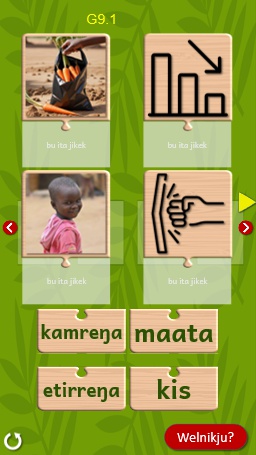 G9.1
bu ita jikek
bu ita jikek
bu ita jikek
bu ita jikek
kamreŋa
maata
etirreŋa
kis
Welnikju?